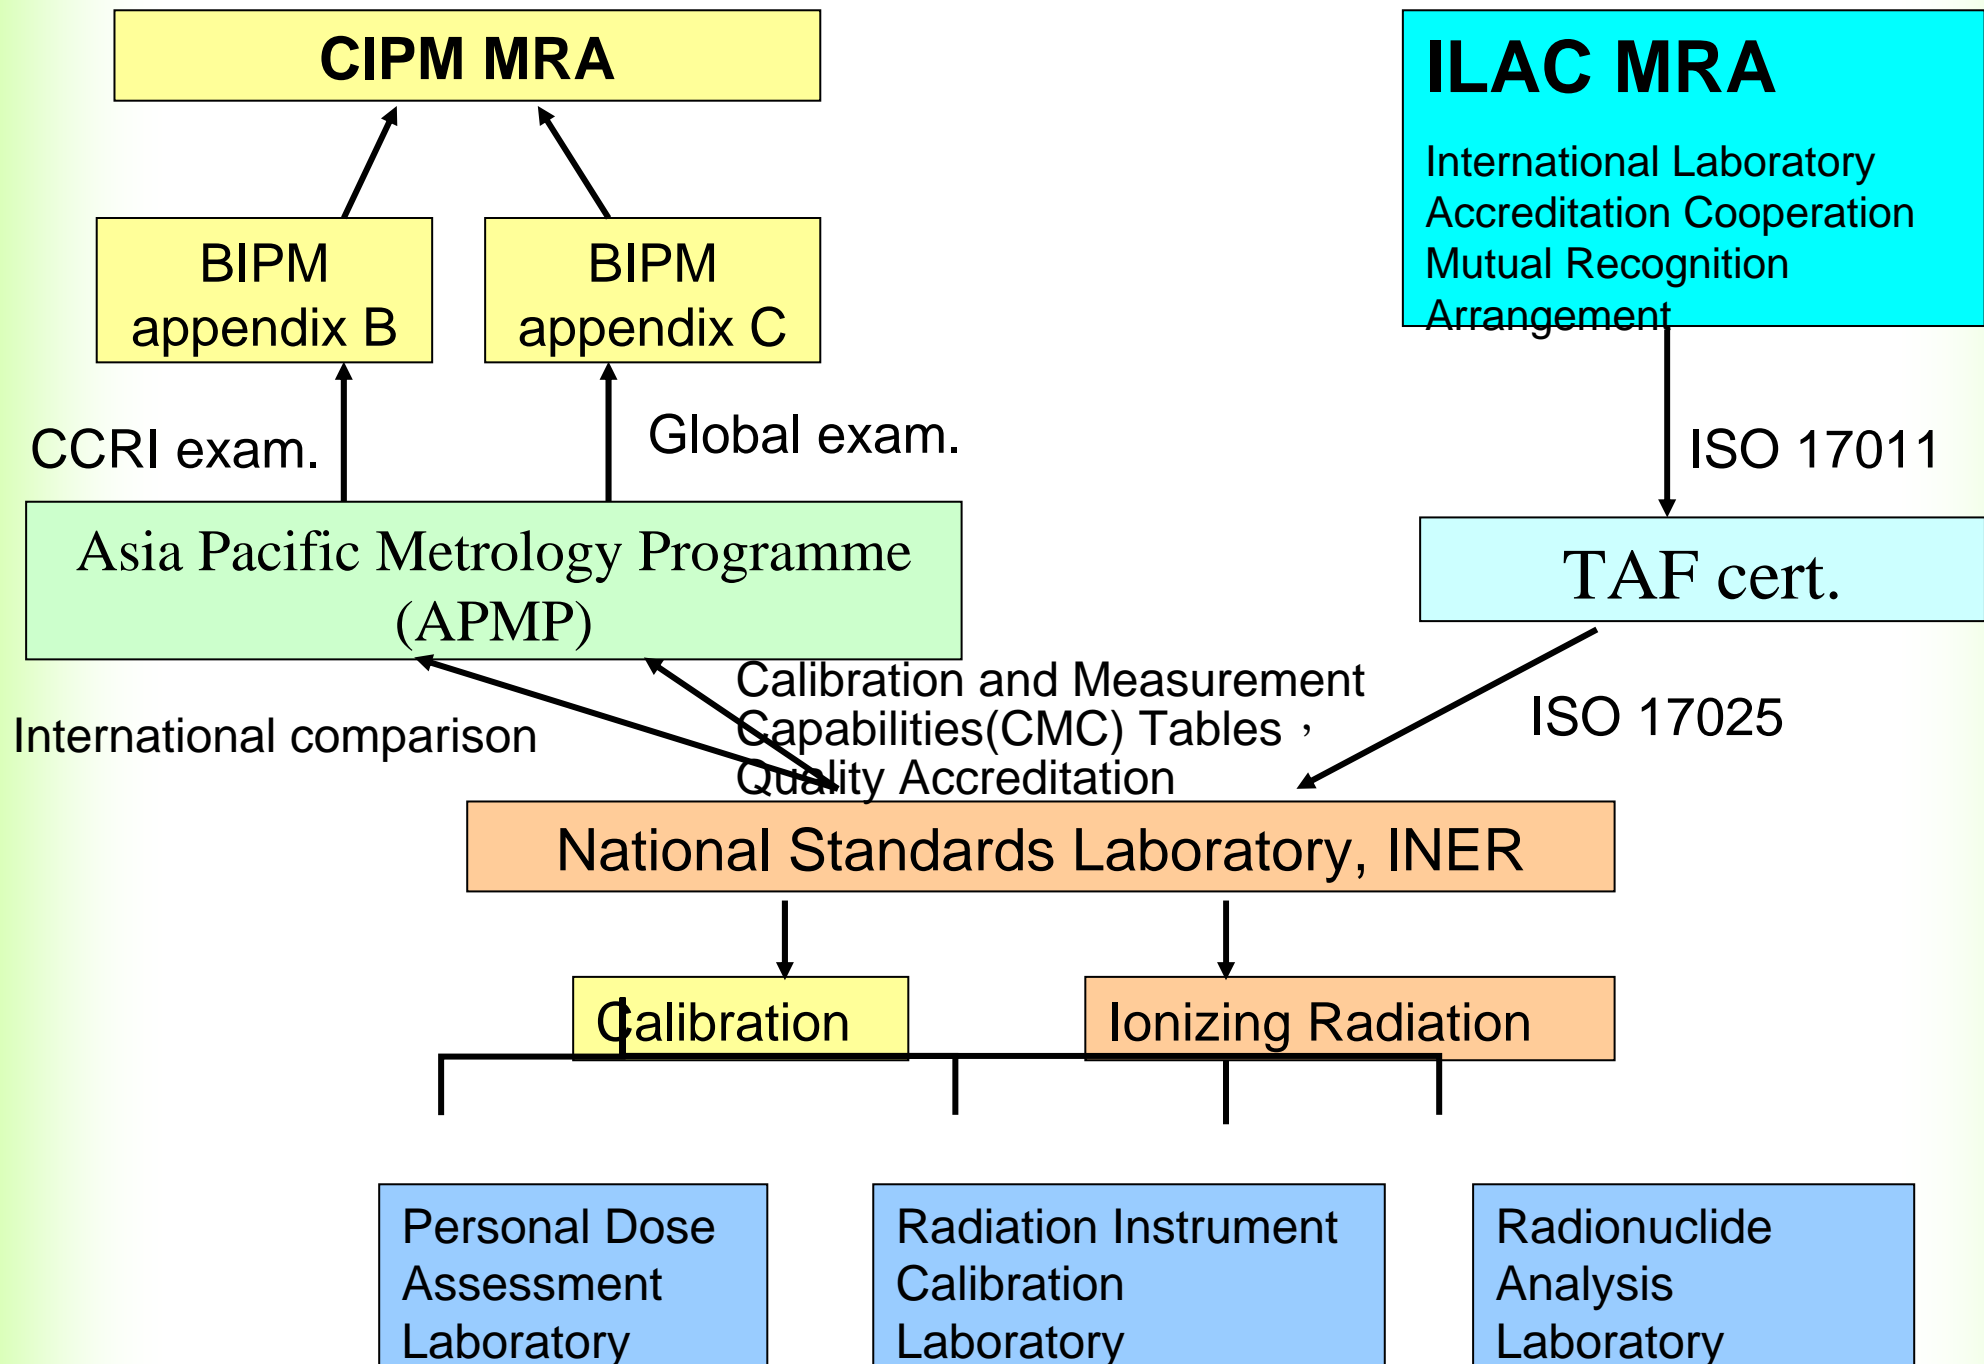 CIPM MRA
ILAC MRA
International Laboratory
Accreditation Cooperation
Mutual Recognition
Arrangement
BIPM
appendix B
BIPM
appendix C
CCRI exam.
Global exam.
ISO 17011
Asia Pacific Metrology Programme
(APMP)
TAF cert.
International comparison
Calibration and Measurement
Capabilities(CMC) Tables，
Quality Accreditation
ISO 17025
National Standards Laboratory, INER
Calibration
Ionizing Radiation
Personal Dose
Assessment
Laboratory
Radiation Instrument
Calibration
Laboratory
Radionuclide
Analysis
Laboratory